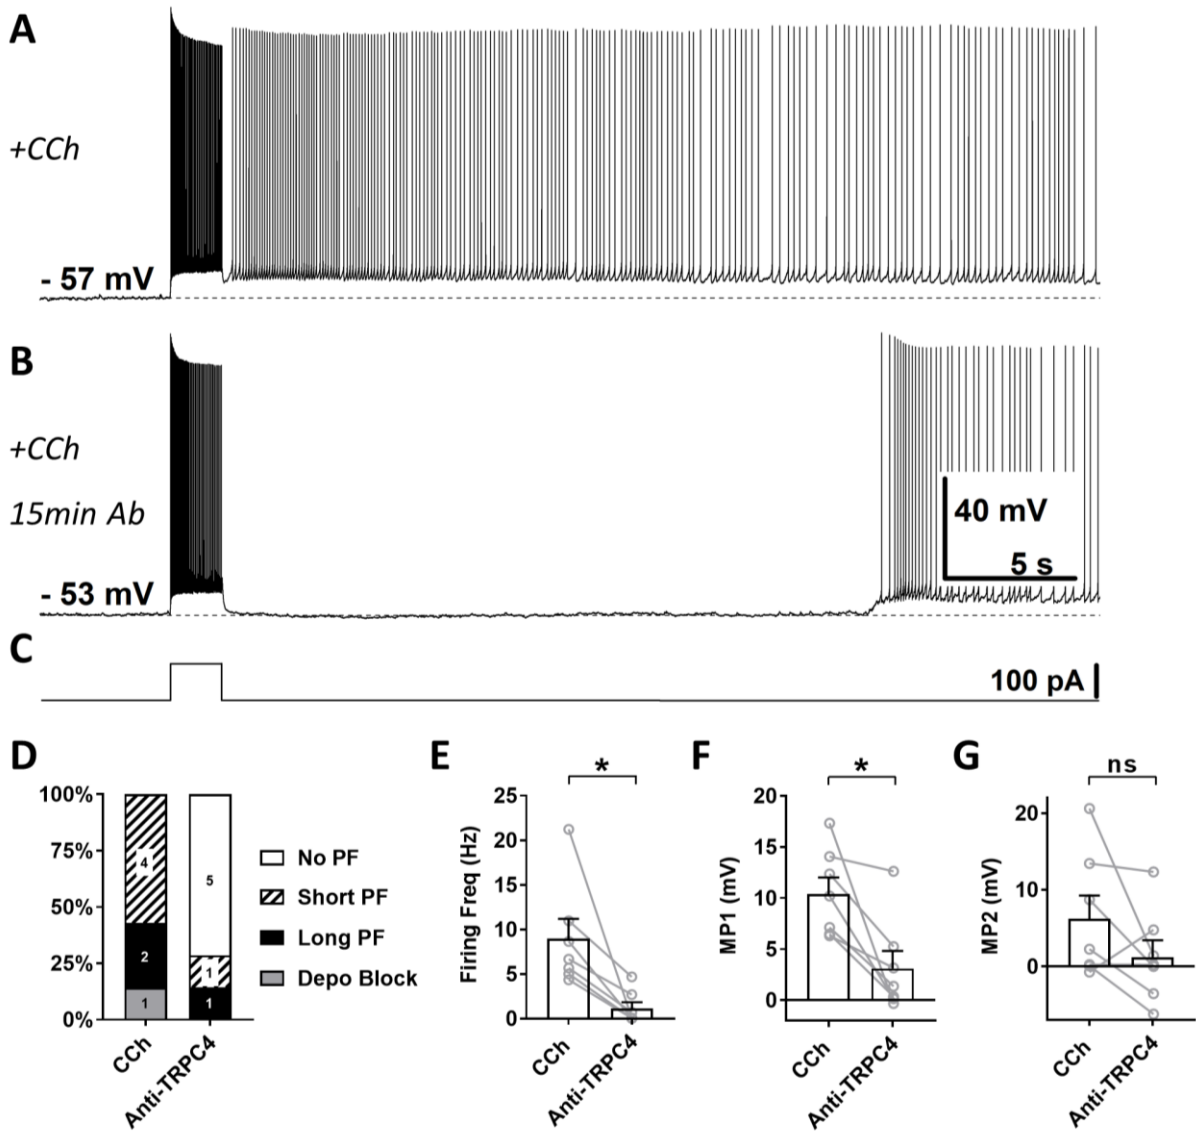 A
+CCh
- 57 mV
B
+CCh
15min Ab
40 mV
5 s
- 53 mV
C
100 pA
D
100%
75%
50%
25%
0%
4
2
1
5
1
1
CCh
Anti-TRPC4
No PF
Short PF
Long PF
Depo Block
E
*
Firing Freq (Hz)
25
20
15
10
5
0
CCh
Anti-TRPC4
F
*
MP1 (mV)
20
15
10
5
0
CCh
Anti-TRPC4
G
ns
MP2 (mV)
20
10
0
CCh
Anti-TRPC4